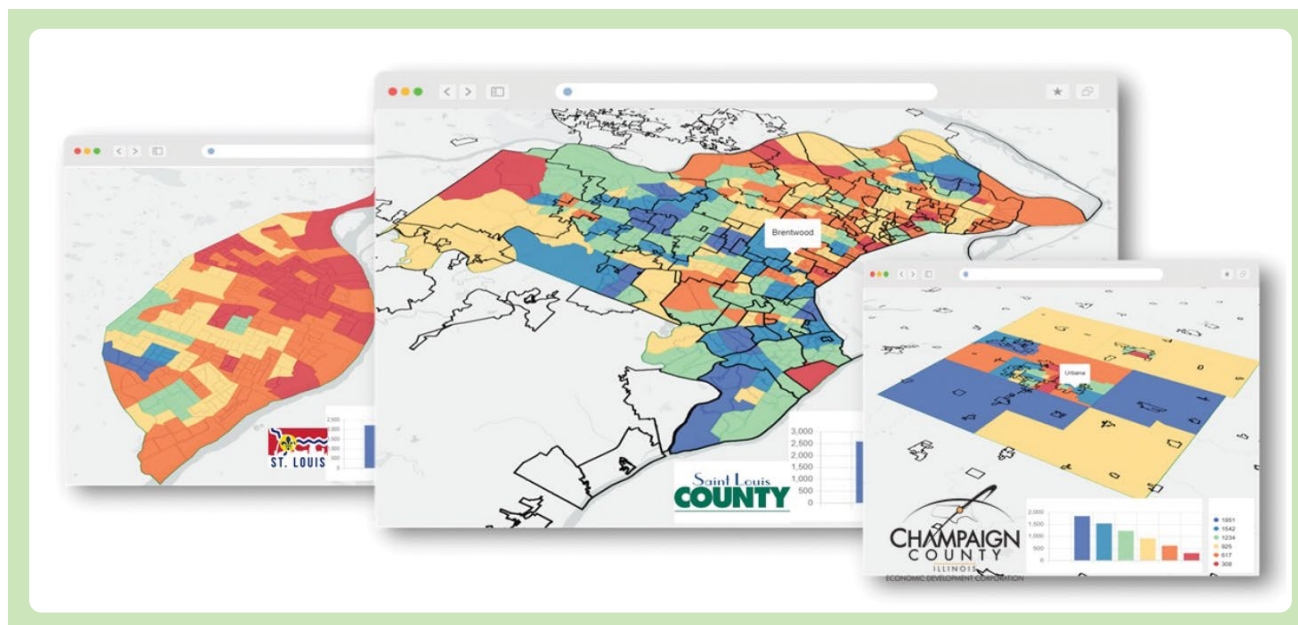 2,500
ST. LOUIS
Brentwood
Saint Louis
COUNTY
3,000
2,500
2,000
1,500
1,000
500
0
Urbana
CHAMPAIGN
COUNTY
ILLINOIS
ECONOMIC DEVELOPMENT CORPORATION
2,000
1,500
1,000
500
0
1851
1542
1234
925
617
308